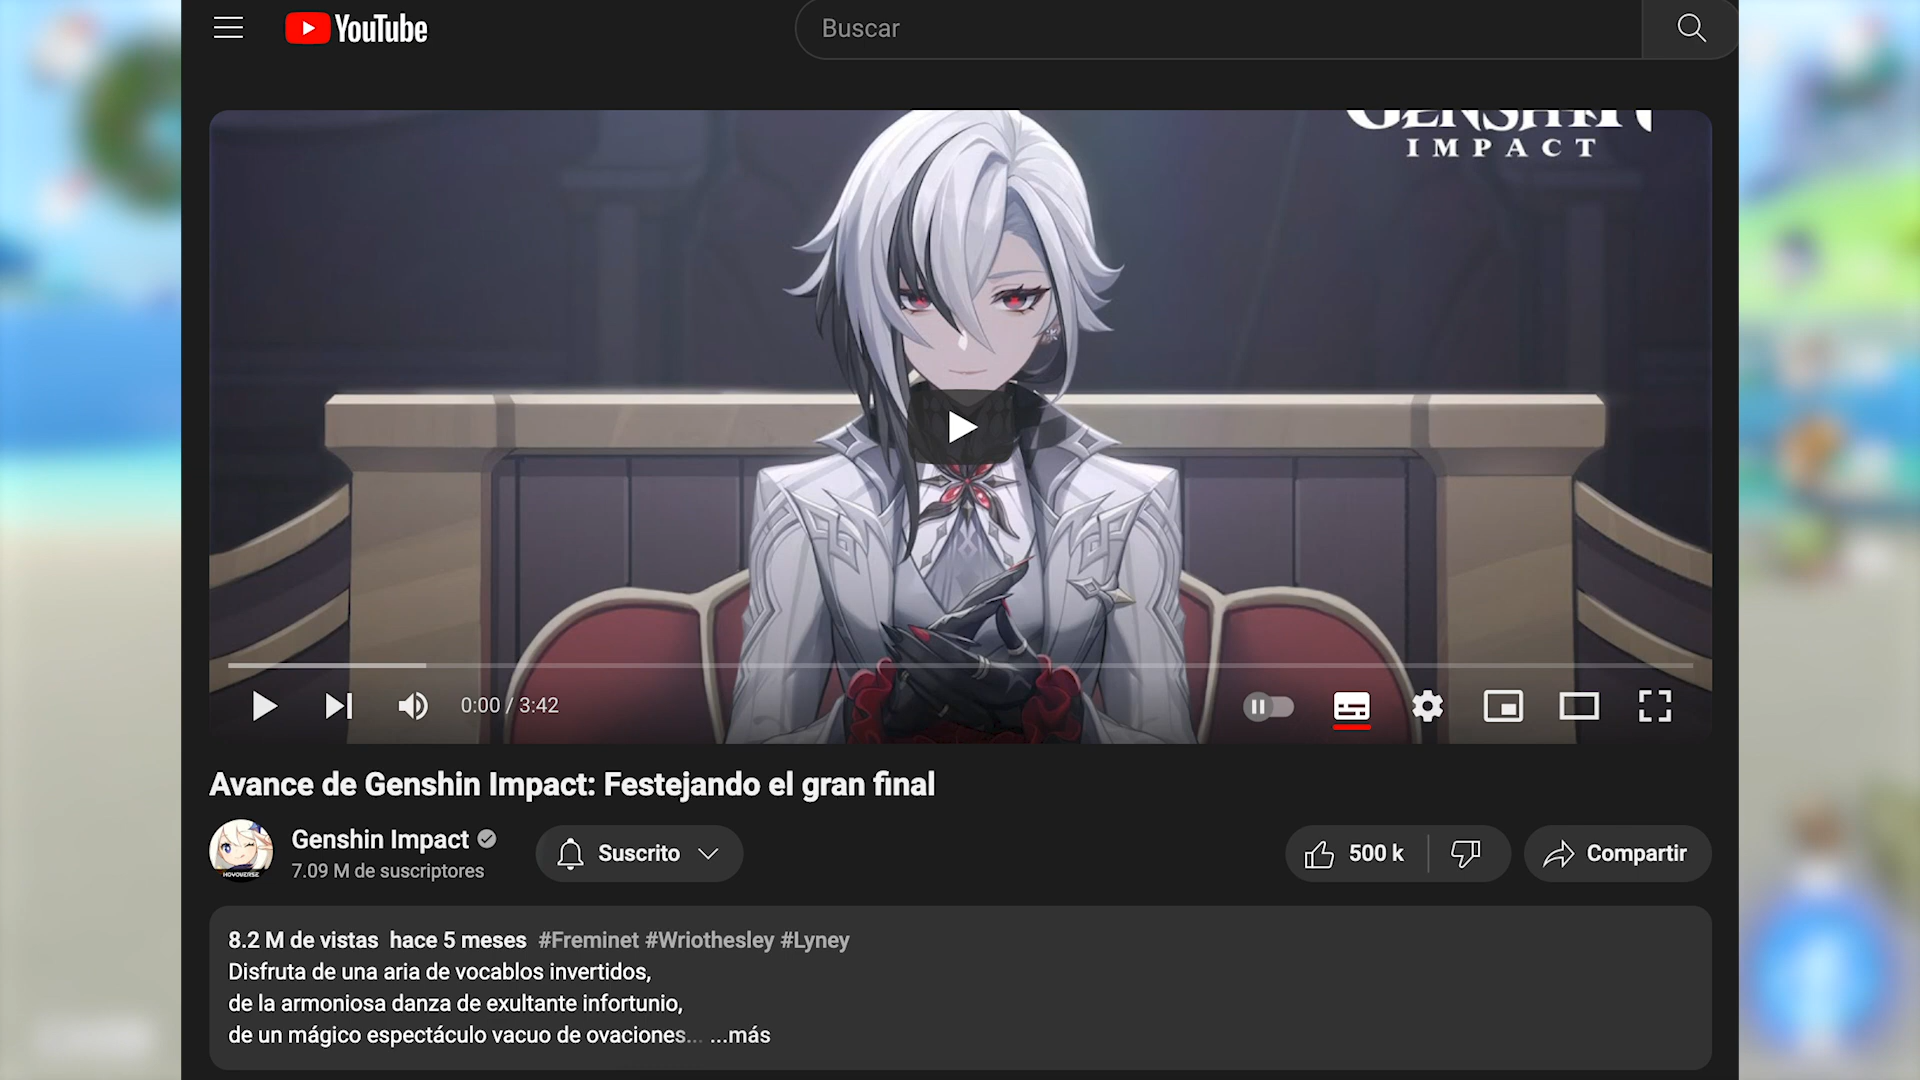 YouTube
Buscar
GENSHIN
IMPACT
0:00 / 3:42
Avance de Genshin Impact: Festejando el gran final
Genshin Impact
7.09 M de suscriptores
HOYOVERSE
Suscrito
500 k
Compartir
8.2 M de vistas hace 5 meses #Freminet #Wriothesley #Lyney
Disfruta de una aria de vocablos invertidos,
de la armoniosa danza de exultante infortunio,
de un mágico espectáculo vacuo de ovaciones... ...más